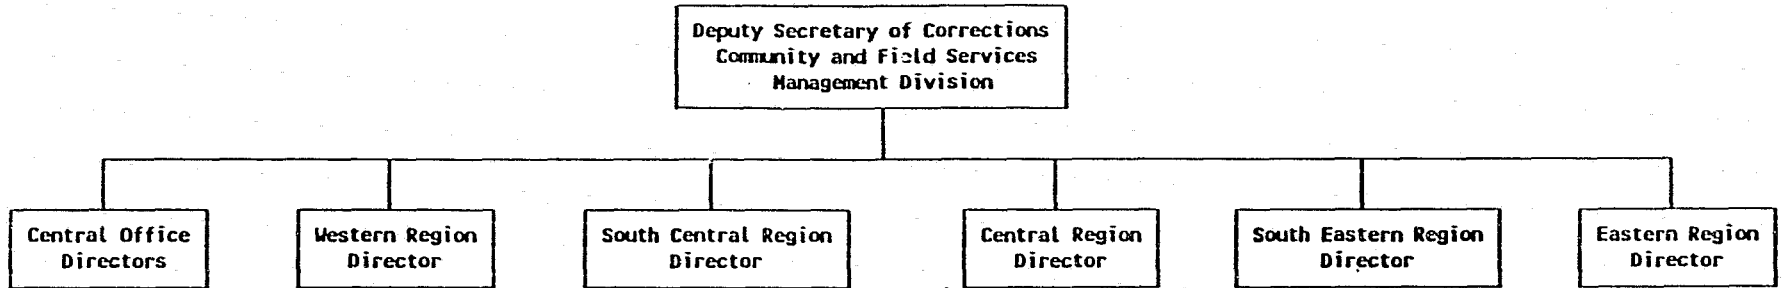 Deputy Secretary of Corrections
Community and Field Services
Management Division
Central Office
Directors
Western Region
Director
South Central Region
Director
Central Region
Director
South Eastern Region
Director
Eastern Region
Director